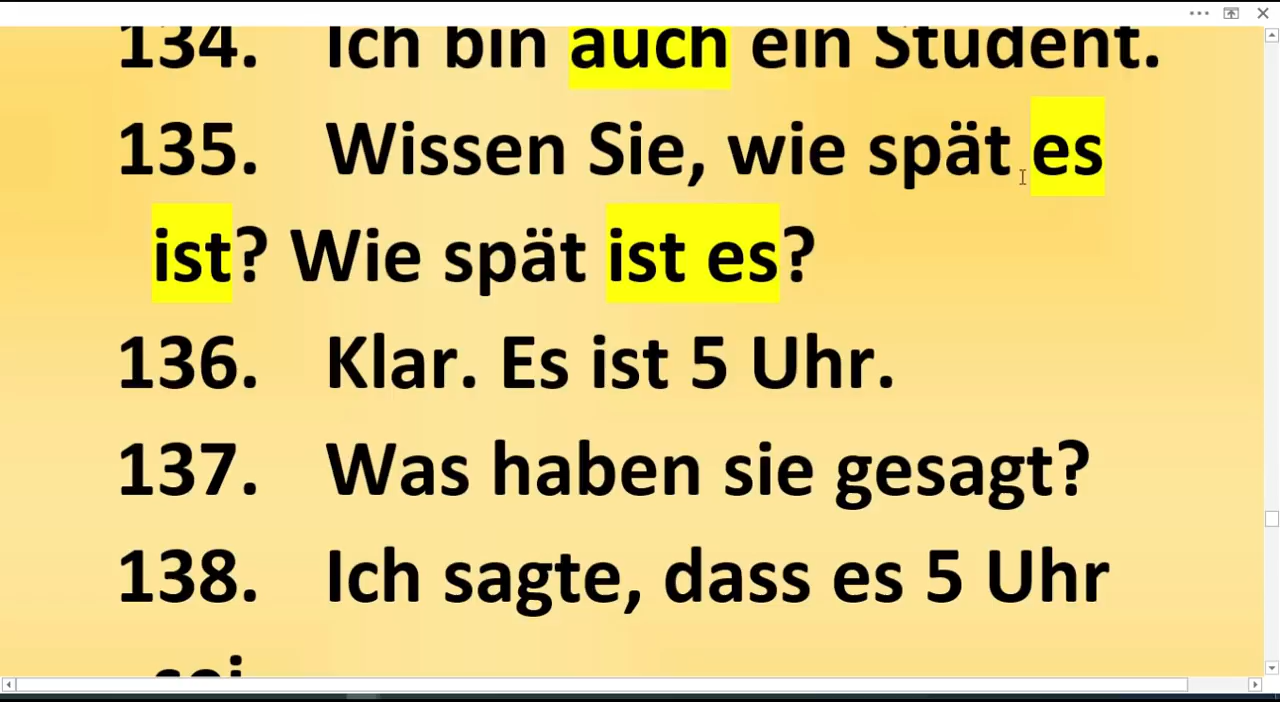 134. Ich bin auch ein Student.
135. Wissen Sie, wie spät es
ist? Wie spät ist es?
136. Klar. Es ist 5 Uhr.
137. Was haben sie gesagt?
138. Ich sagte, dass es 5 Uhr
sei